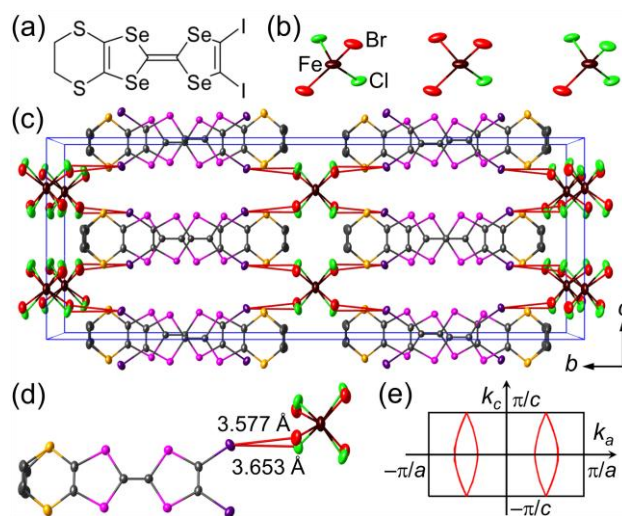 (a)
S Se Se I
S Se Se I
(b)
Br
Fe
Cl
(c)
c
b
(d)
3.577 Å
3.653 Å
(e)
k_c π/c
k_a
−π/a π/a
−π/c